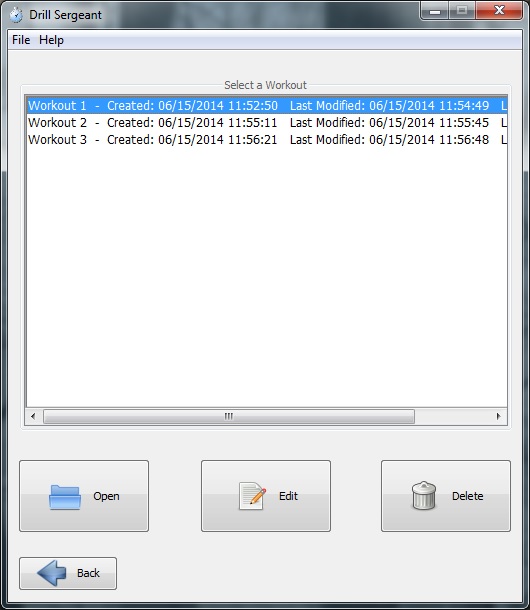 Drill Sergeant
File Help
Select a Workout
Workout 1 - Created: 06/15/2014 11:52:50 Last Modified: 06/15/2014 11:54:49 L
Workout 2 - Created: 06/15/2014 11:55:11 Last Modified: 06/15/2014 11:55:45 L
Workout 3 - Created: 06/15/2014 11:56:21 Last Modified: 06/15/2014 11:56:48 L
Open Edit Delete
Back